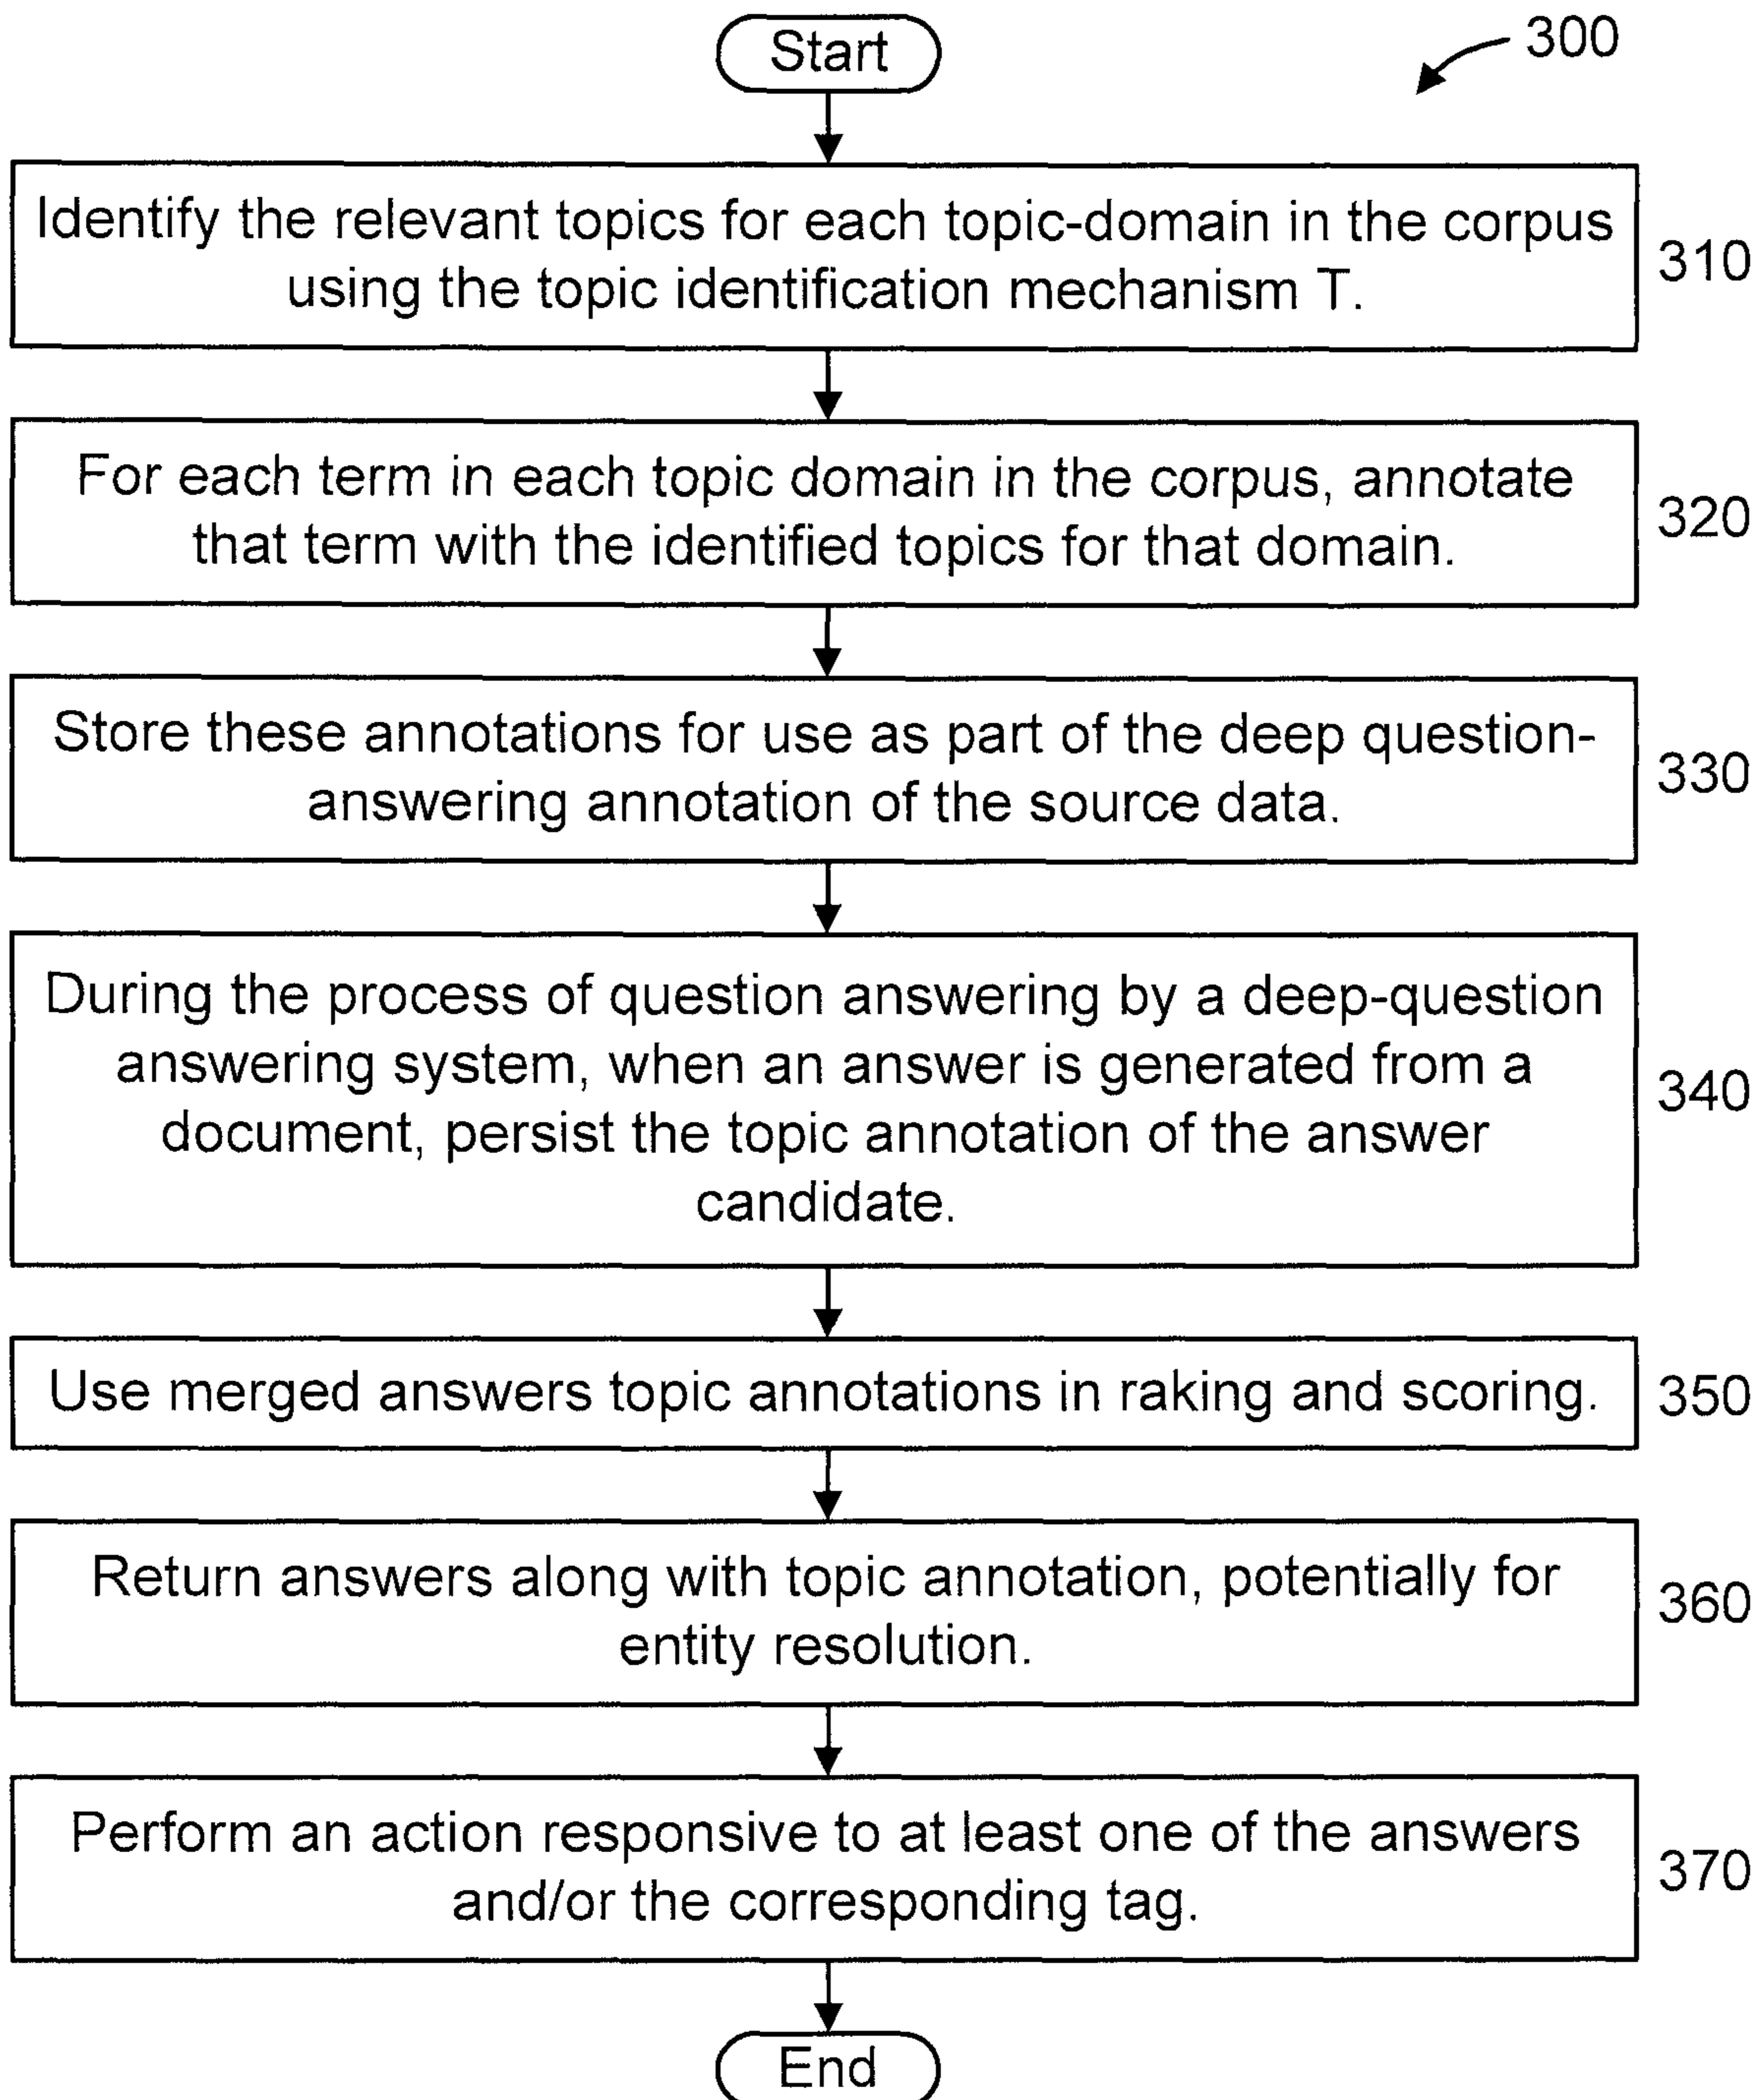 Start
300
Identify the relevant topics for each topic-domain in the corpus
using the topic identification mechanism T.
310
For each term in each topic domain in the corpus, annotate
that term with the identified topics for that domain.
320
Store these annotations for use as part of the deep question-
answering annotation of the source data.
330
During the process of question answering by a deep-question
answering system, when an answer is generated from a
document, persist the topic annotation of the answer
candidate.
340
Use merged answers topic annotations in raking and scoring.
350
Return answers along with topic annotation, potentially for
entity resolution.
360
Perform an action responsive to at least one of the answers
and/or the corresponding tag.
370
End